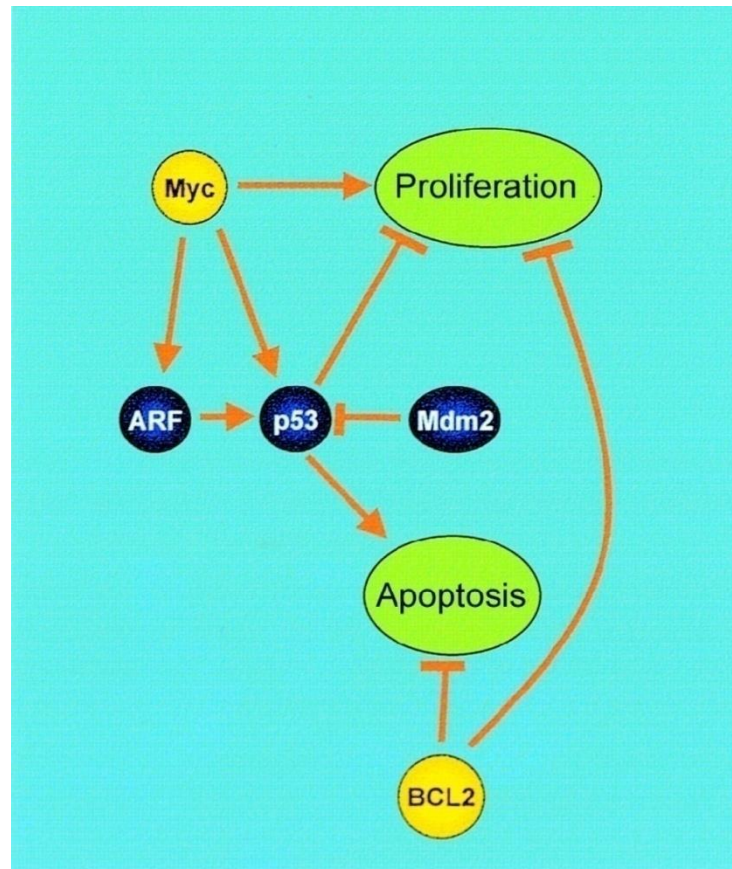 Myc
Proliferation
ARF
p53
Mdm2
Apoptosis
BCL2